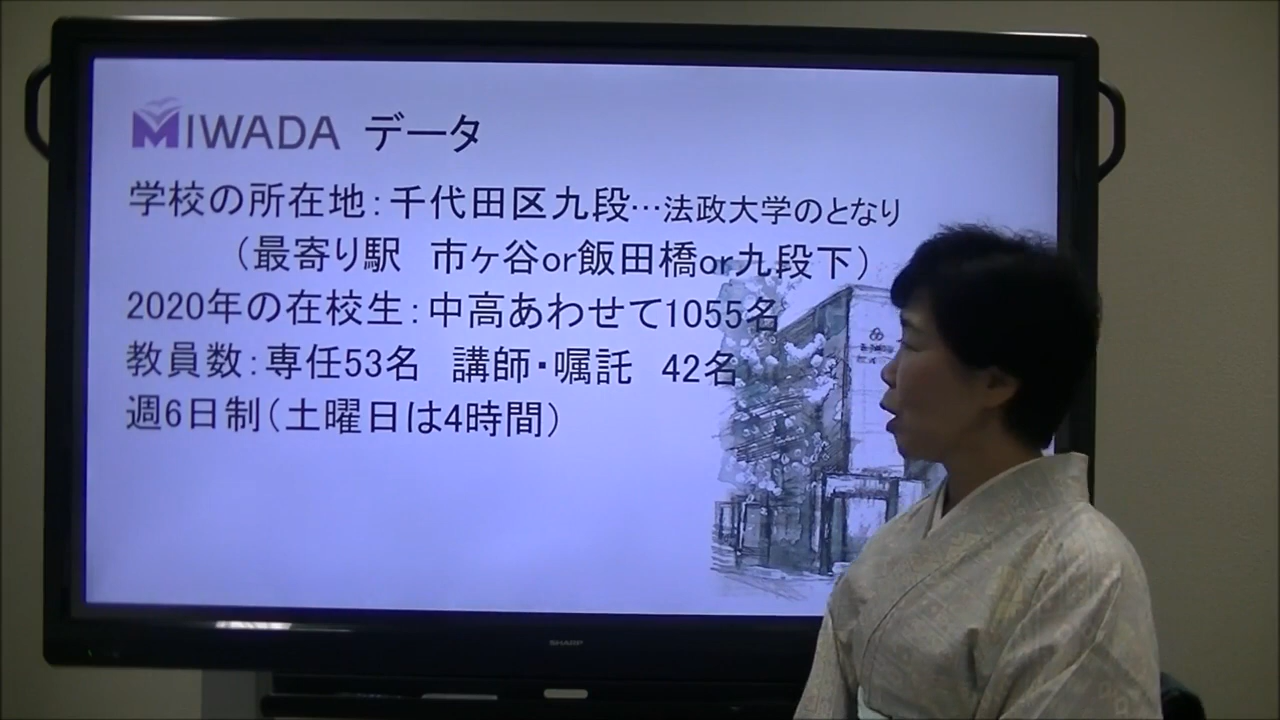 MIWADA データ
学校の所在地：千代田区九段…法政大学のとなり
（最寄り駅　市ヶ谷or飯田橋or九段下）
2020年の在校生：中高あわせて1055名
教員数：専任53名　講師・嘱託　42名
週6日制（土曜日は4時間）
SHARP